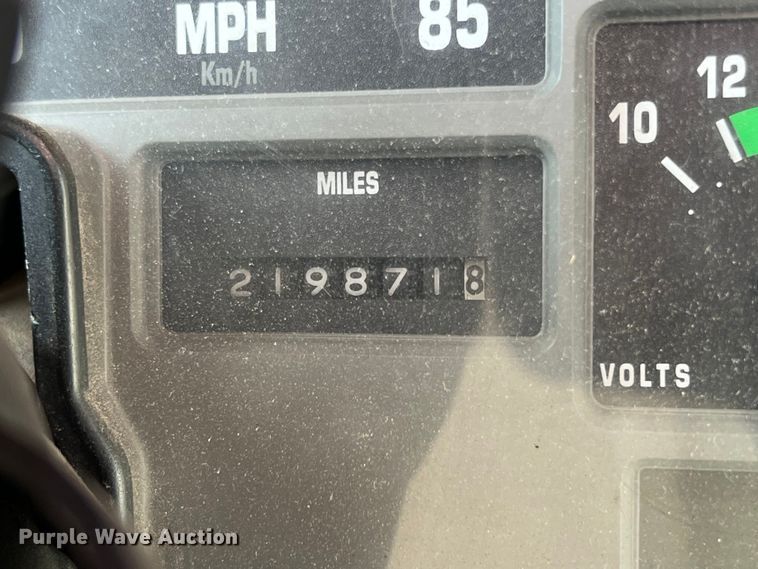 MPH 85
Km/h
12
10
MILES
2198718
VOLTS
Purple Wave Auction